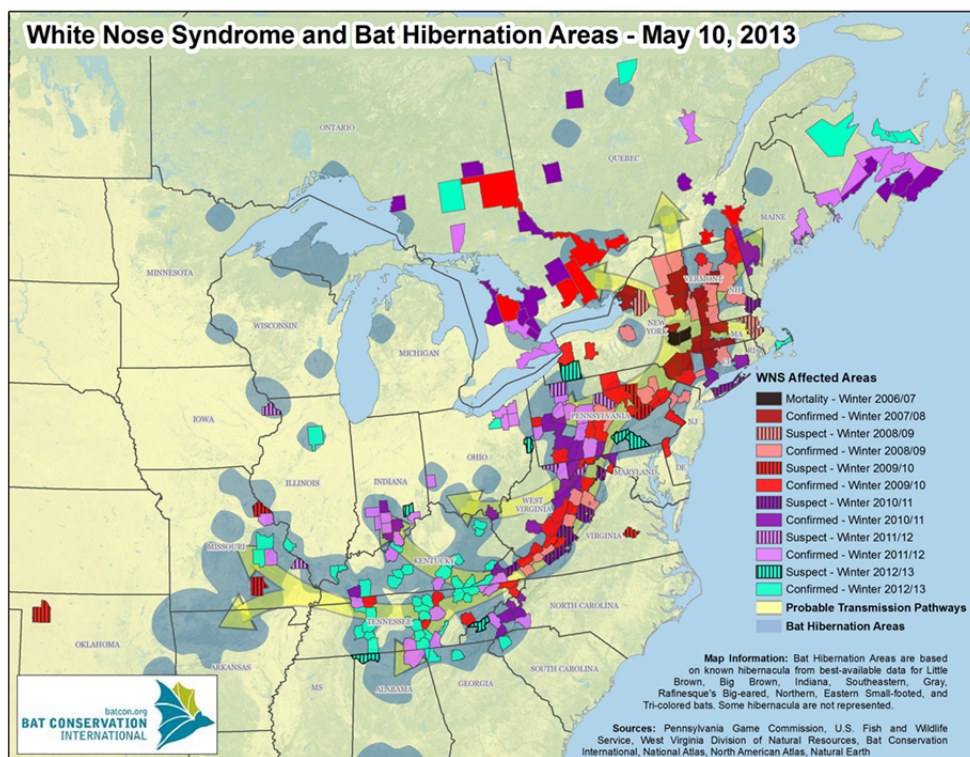 White Nose Syndrome and Bat Hibernation Areas - May 10, 2013
ONTARIO
QUEBEC
MAINE
MINNESOTA
VERMONT
NH
WISCONSIN
NEW YORK
MA
MICHIGAN
RI
CT
IOWA
PENNSYLVANIA
NJ
OHIO
ILLINOIS
INDIANA
MARYLAND
DE
WEST
VIRGINIA
VIRGINIA
MISSOURI
KENTUCKY
NORTH CAROLINA
TENNESSEE
OKLAHOMA
ARKANSAS
SOUTH CAROLINA
MS
ALABAMA
GEORGIA
WNS Affected Areas
Mortality - Winter 2006/07
Confirmed - Winter 2007/08
Suspect - Winter 2008/09
Confirmed - Winter 2008/09
Suspect - Winter 2009/10
Confirmed - Winter 2009/10
Suspect - Winter 2010/11
Confirmed - Winter 2010/11
Suspect - Winter 2011/12
Confirmed - Winter 2011/12
Suspect - Winter 2012/13
Confirmed - Winter 2012/13
Probable Transmission Pathways
Bat Hibernation Areas
Map Information: Bat Hibernation Areas are based
on known hibernacula from best-available data for Little
Brown, Big Brown, Indiana, Southeastern, Gray,
Rafinesque's Big-eared, Northern, Eastern Small-footed, and
Tri-colored bats. Some hibernacula are not represented.
Sources: Pennsylvania Game Commission, U.S. Fish and Wildlife
Service, West Virginia Division of Natural Resources, Bat Conservation
International, National Atlas, North American Atlas, Natural Earth
batcon.org
BAT CONSERVATION
INTERNATIONAL